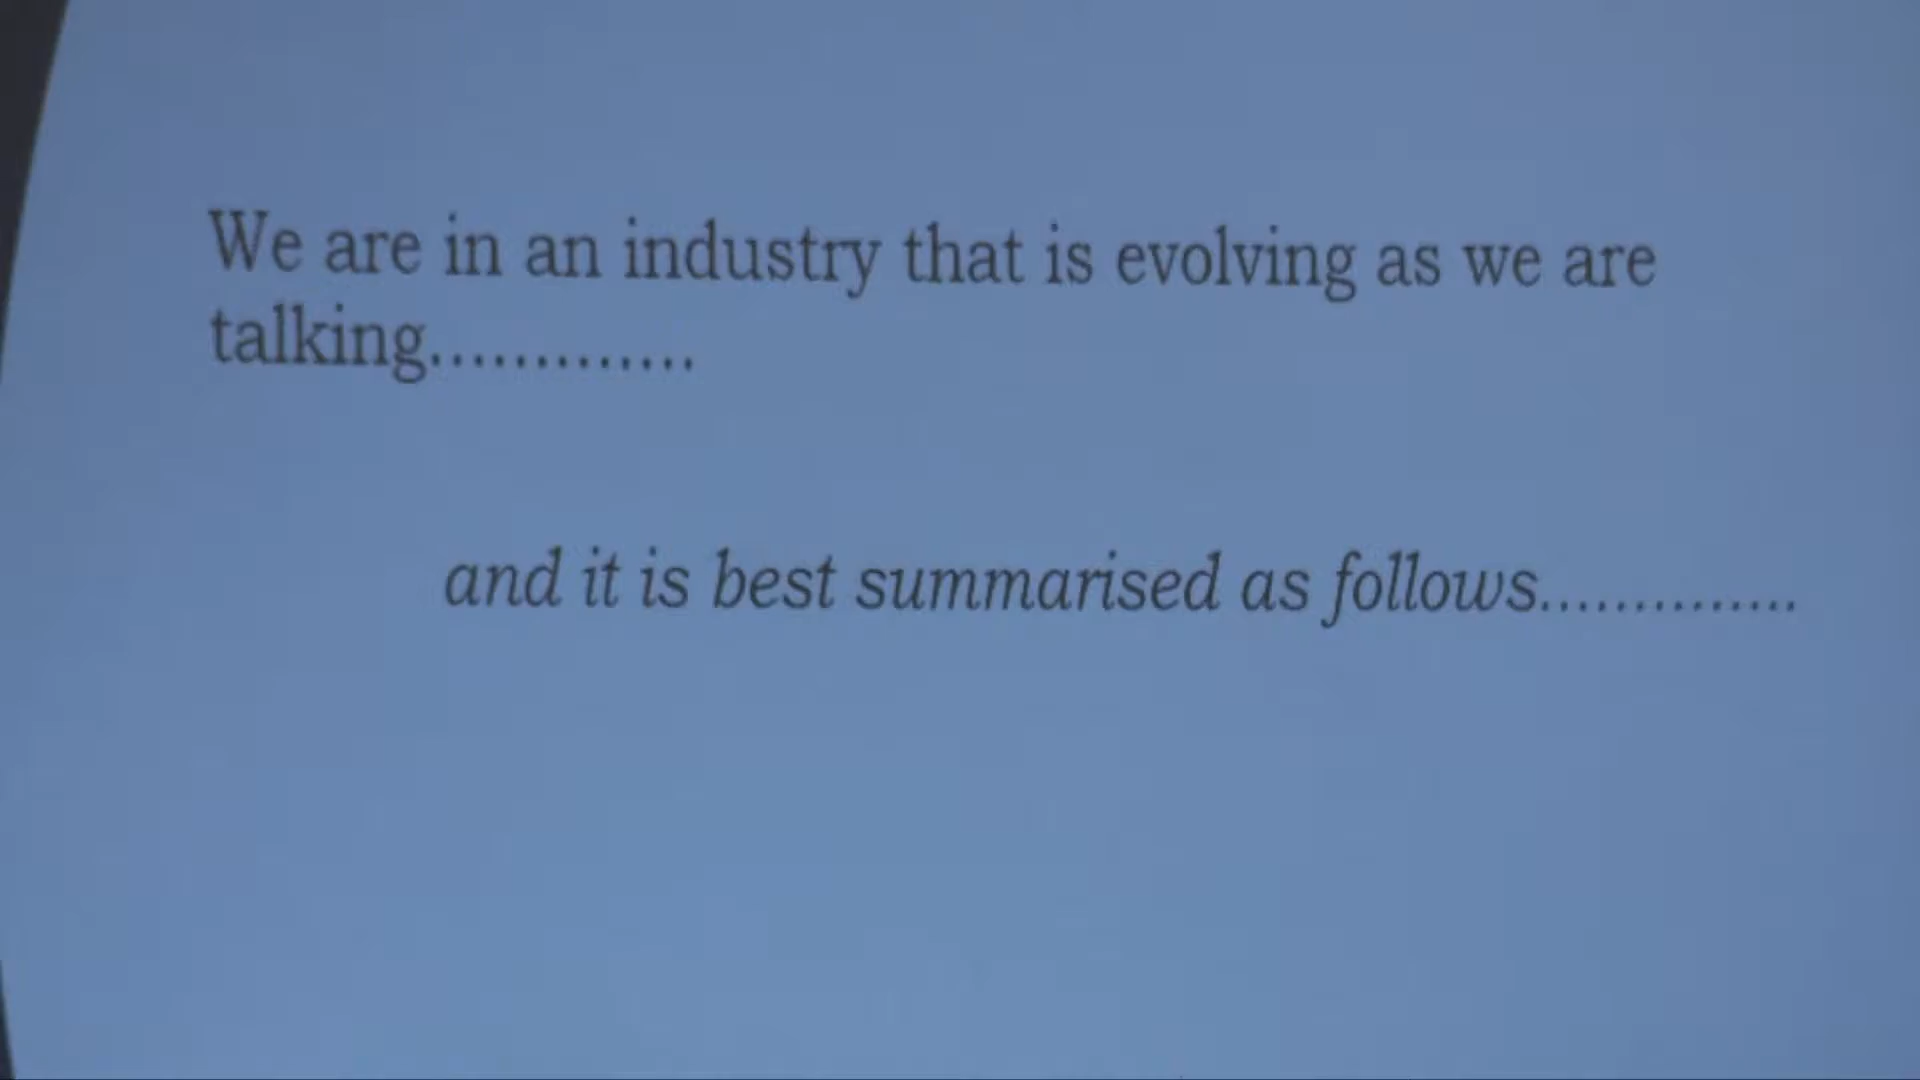 We are in an industry that is evolving as we are
talking.............
and it is best summarised as follows..............